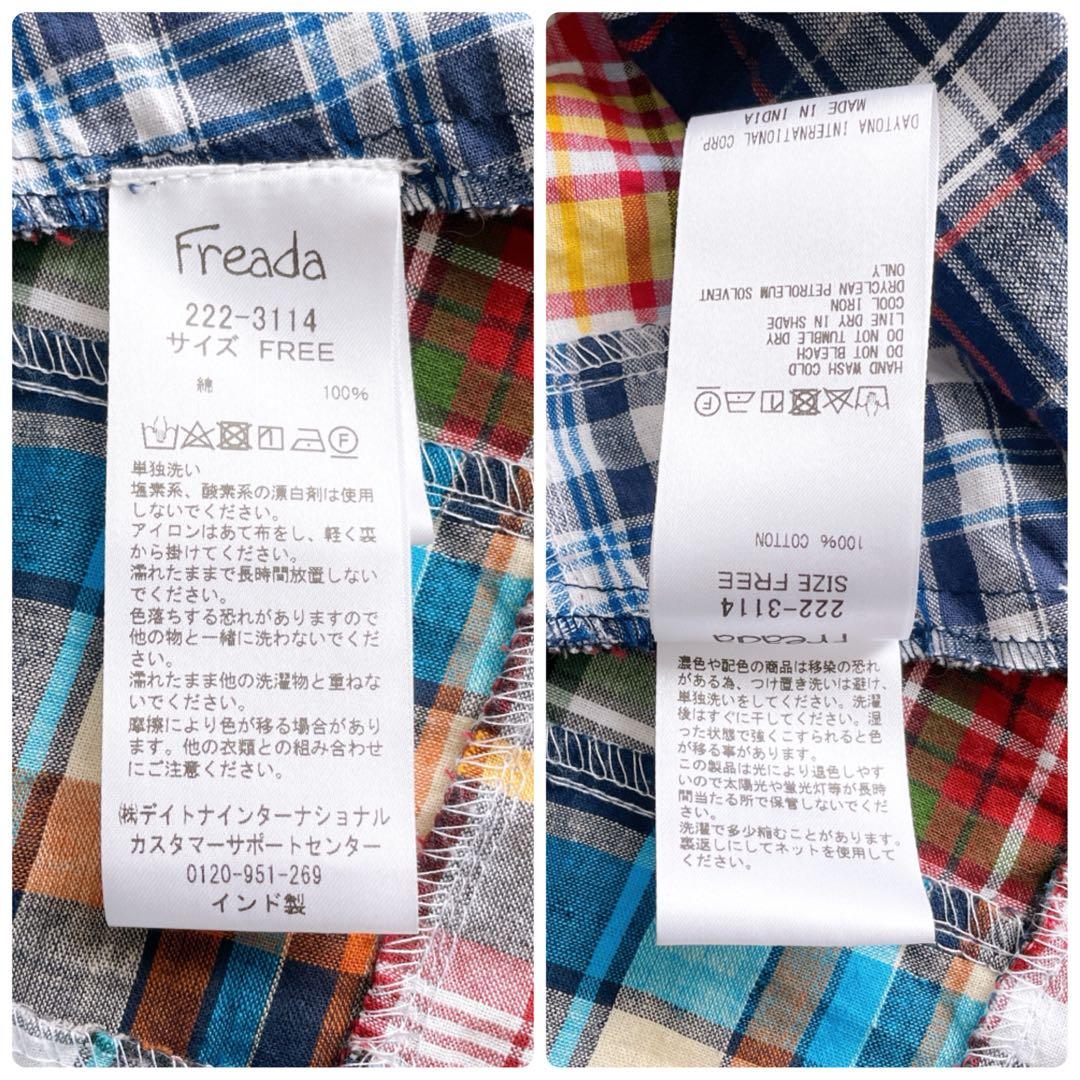 Freada
222-3114
サイズ FREE
綿 100%
単独洗い
塩素系、酸素系の漂白剤は使用
しないでください。
アイロンはあて布をし、軽く裏
から掛けてください。
濡れたままで長時間放置しない
でください。
色落ちする恐れがありますので
他の物と一緒に洗わないでくだ
さい。
濡れたまま他の洗濯物と重ねな
いでください。
摩擦により色が移る場合があり
ます。他の衣類との組み合わせ
にご注意ください。
㈱デイトナインターナショナル
カスタマーサポートセンター
0120-951-269
インド製
Freada
222-3114
SIZE FREE
100% COTTON
HAND WASH COLD
DO NOT BLEACH
DO NOT TUMBLE DRY
LINE DRY IN SHADE
COOL IRON
DRYCLEAN PETROLEUM SOLVENT
ONLY
DAYTONA INTERNATIONAL CORP.
MADE IN INDIA
濃色や配色の商品は移染の恐れ
がある為、つけ置き洗いは避け、
単独洗いをしてください。洗濯
後はすぐに干してください。湿
った状態で強くこすられると色
が移る事があります。
この製品は光により退色しやす
いので太陽光や蛍光灯等が長時
間当たる所で保管しないでくだ
さい。
洗濯で多少縮むことがあります。
裏返しにしてネットを使用して
ください。